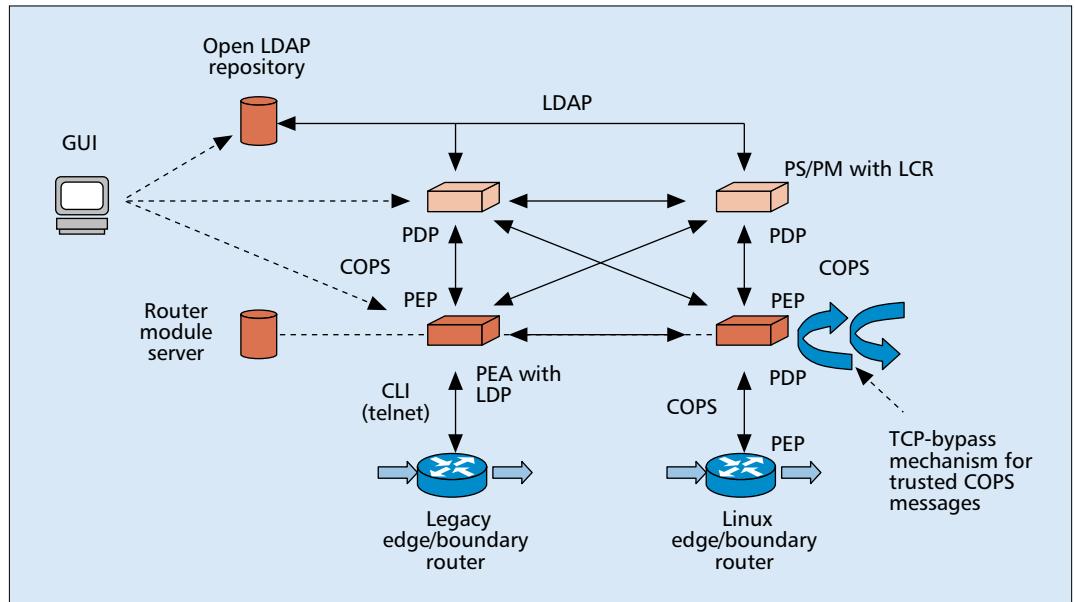 Open LDAP
repository
LDAP
GUI
PS/PM with LCR
PDP
PDP
COPS
COPS
PEP
PEP
Router
module
server
PEA with
LDP
PDP
CLI
(telnet)
COPS
PEP
TCP-bypass
mechanism for
trusted COPS
messages
Legacy
edge/boundary
router
Linux
edge/boundary
router